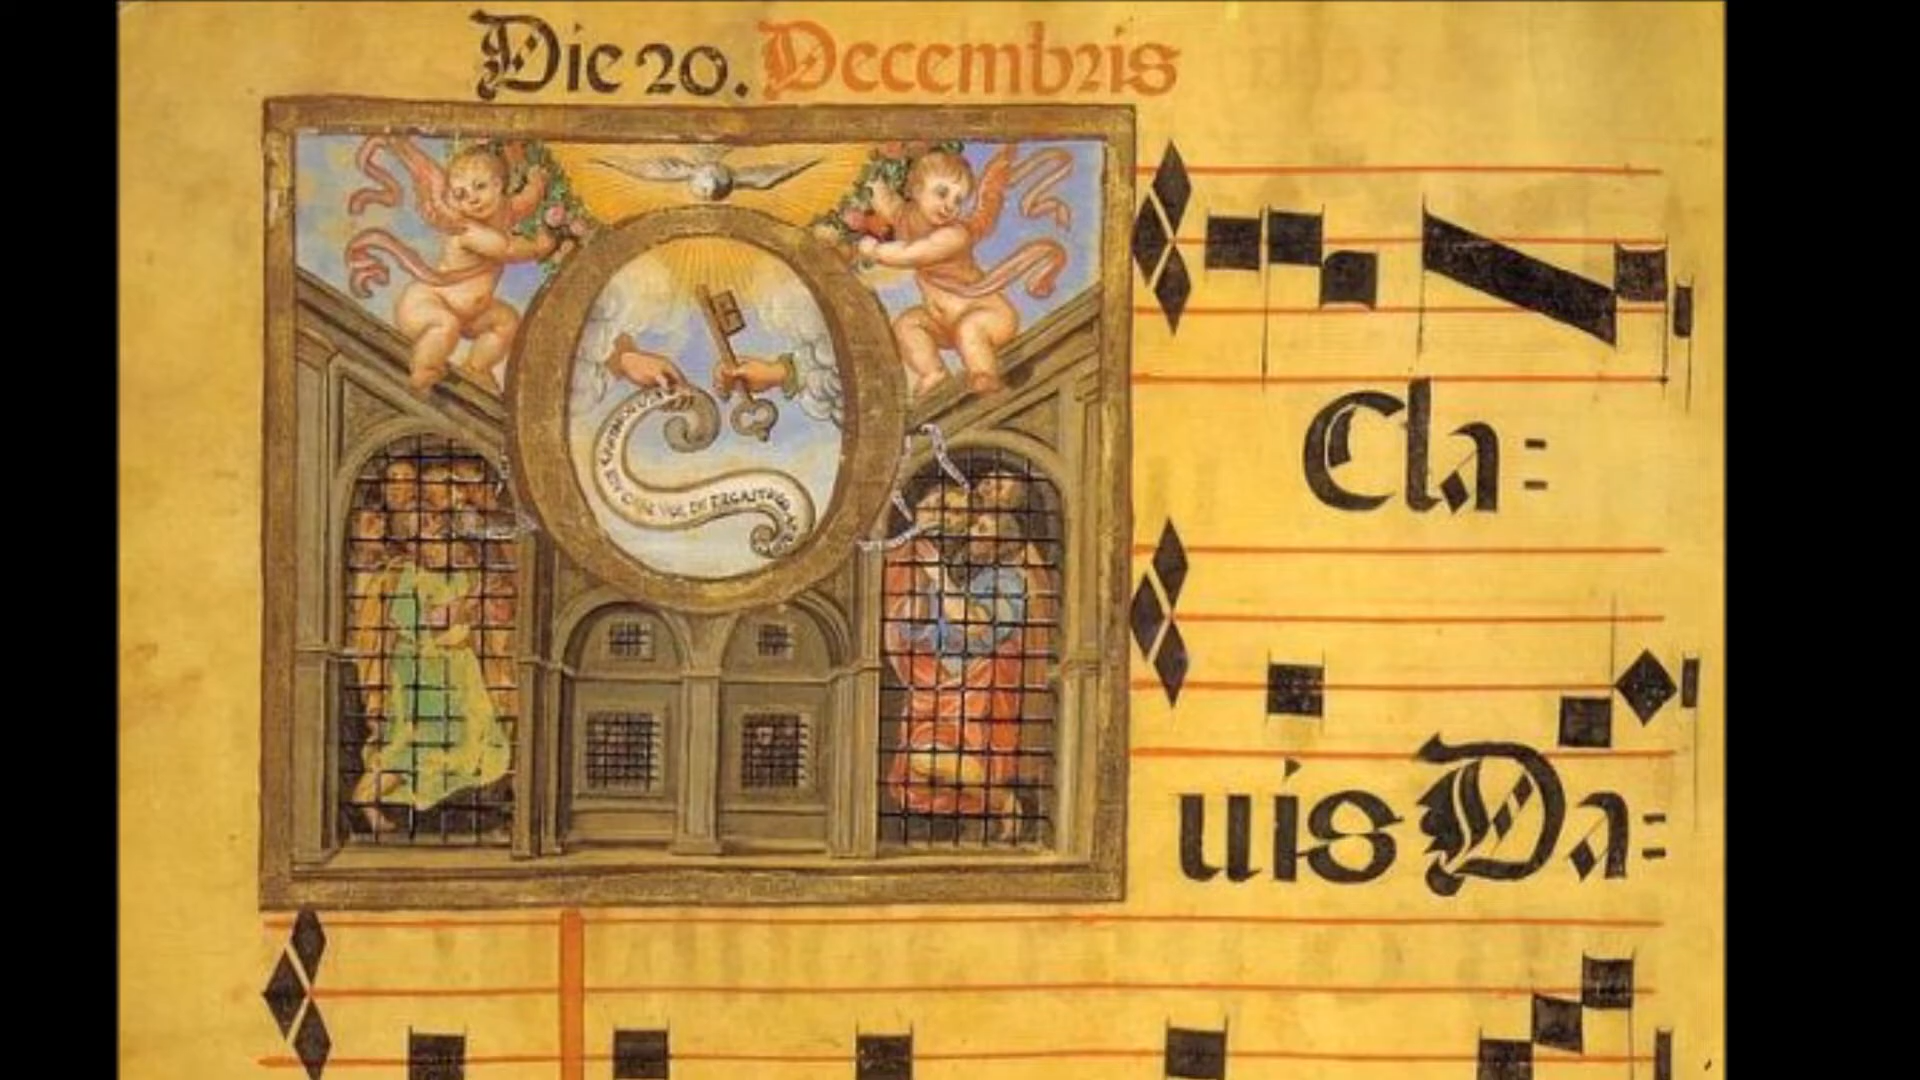 Die 20. Decembris
Cla=
uis Da=